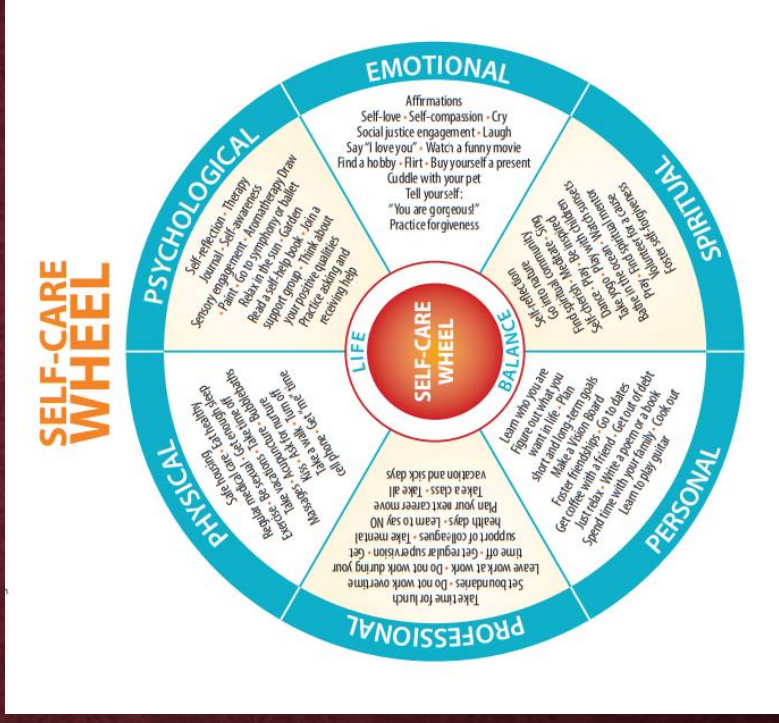 SELF-CARE
WHEEL
PHYSICAL
Safe housing
Regular medical care • Eat healthy
Exercise • Be sexual • Get enough sleep
Take vacations • Take time off
Massages • Acupuncture • Bubblebaths
Kiss • Ask for nurture
Take a walk • Turn off
cell phone • Get "me" time
PSYCHOLOGICAL
Self-reflection • Therapy
Journal • Self-awareness
Sensory engagement • Aromatherapy Draw
• Paint • Go to symphony or ballet
Relax in the sun • Garden
Read a self-help book • Join a
support group • Think about
your positive qualities
Practice asking and
receiving help
EMOTIONAL
Affirmations
Self-love • Self-compassion • Cry
Social justice engagement • Laugh
Say "I love you" • Watch a funny movie
Find a hobby • Flirt • Buy yourself a present
Cuddle with your pet
Tell yourself:
"You are gorgeous!"
Practice forgiveness
SPIRITUAL
Self-reflection
Go into nature
Find spiritual community
Self-cherish • Meditate • Sing
Dance • Play • Be inspired
Take yoga • Play with children
Bathe in the ocean • Watch sunsets
Pray • Find spiritual mentor
Volunteer for a cause
Foster self-forgiveness
PERSONAL
Learn who you are
Figure out what you
want in life • Plan
short and long-term goals
Make a Vision Board
Foster friendships • Go to dates
Get coffee with a friend • Get out of debt
Just relax • Write a poem or a book
Spend time with your family • Cook out
Learn to play guitar
PROFESSIONAL
Take time for lunch
Set boundaries • Do not work overtime
Leave work at work • Do not work during your
time off • Get regular supervision • Get
support of colleagues • Take mental
health days • Learn to say NO
Plan your next career move
Take a class • Take all
vacation and sick days
LIFE
BALANCE
SELF-CARE
WHEEL